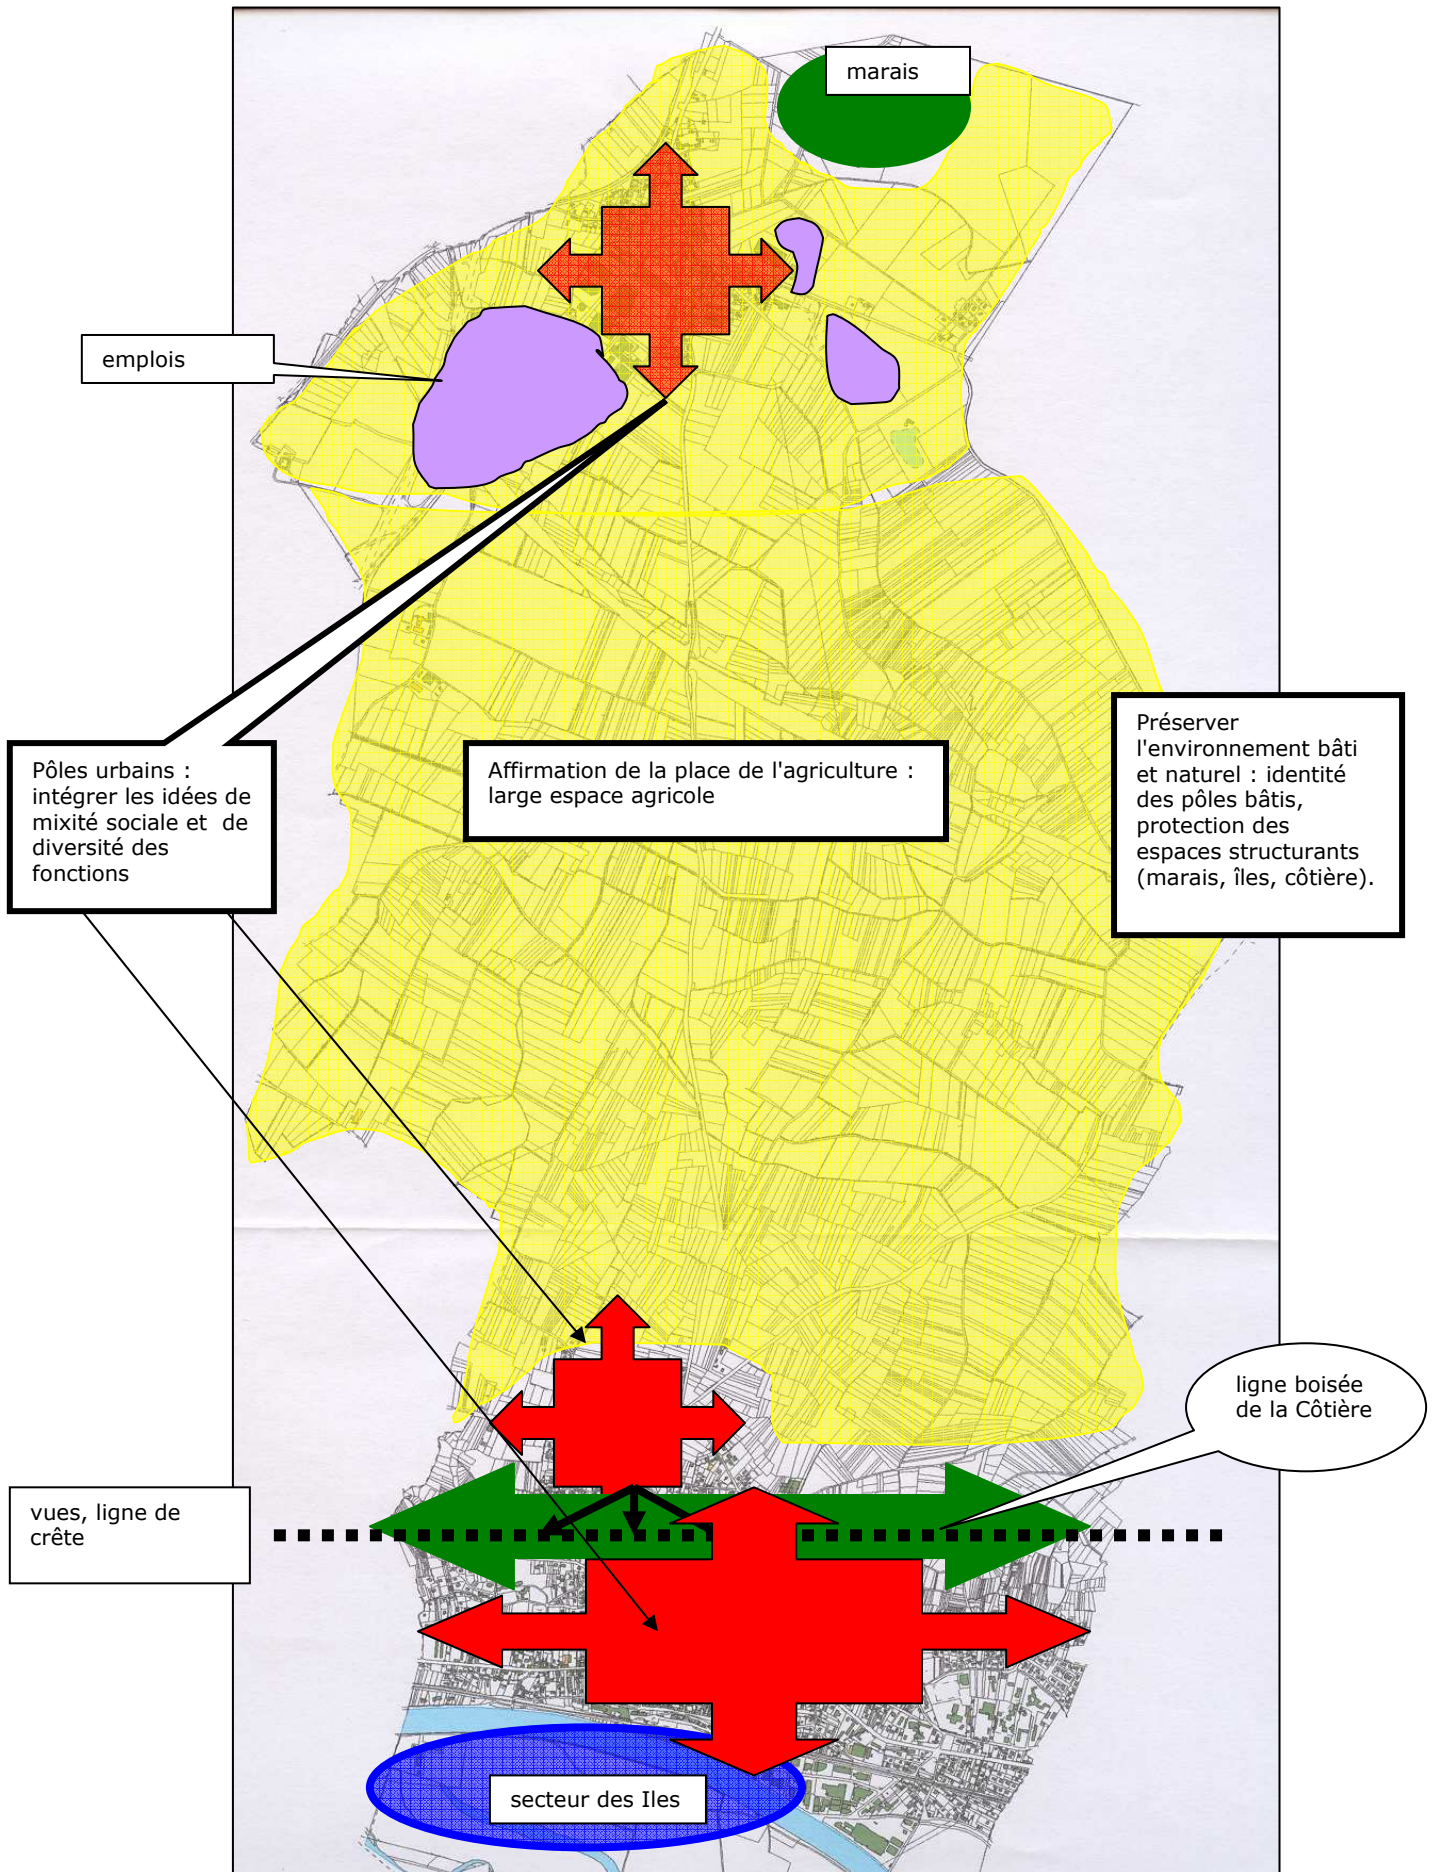 marais
emplois
Pôles urbains :
intégrer les idées de
mixité sociale et de
diversité des
fonctions
Affirmation de la place de l'agriculture :
large espace agricole
Préserver
l'environnement bâti
et naturel : identité
des pôles bâtis,
protection des
espaces structurants
(marais, îles, côtière).
ligne boisée
de la Côtière
vues, ligne de
crête
secteur des Iles